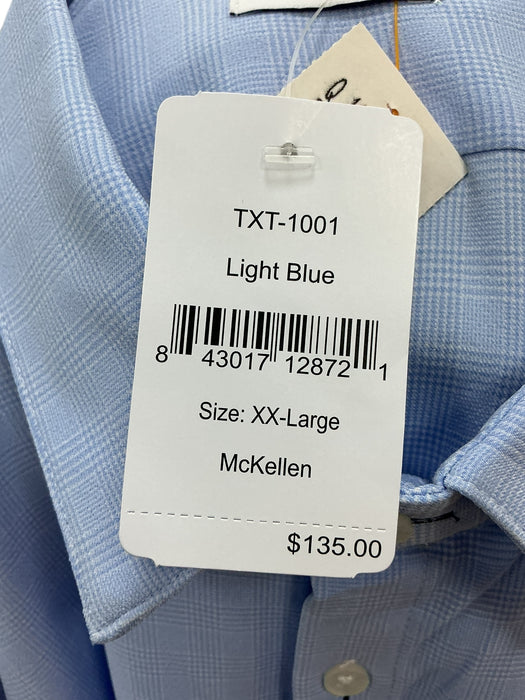 TXT-1001
Light Blue
8 43017 12872 1
Size: XX-Large
McKellen
$135.00